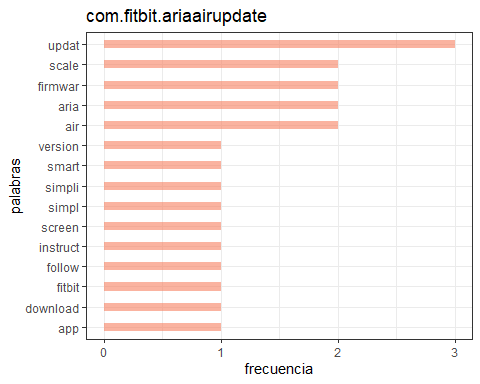 com.fitbit.ariaairupdate
updat
scale
firmwar
aria
air
version
smart
simpli
simpl
screen
instruct
follow
fitbit
download
app
palabras
0 1 2 3
frecuencia